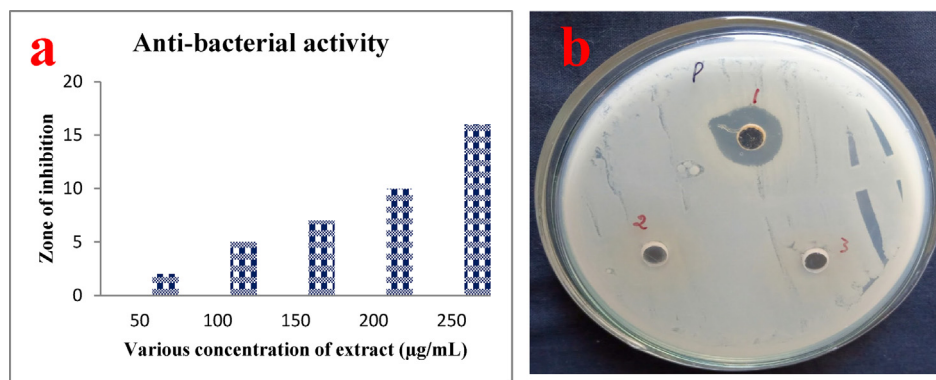 a
Anti-bacterial activity
Zone of inhibition
20
15
10
5
0
50 100 150 200 250
Various concentration of extract (µg/mL)
b
P
1
2
3